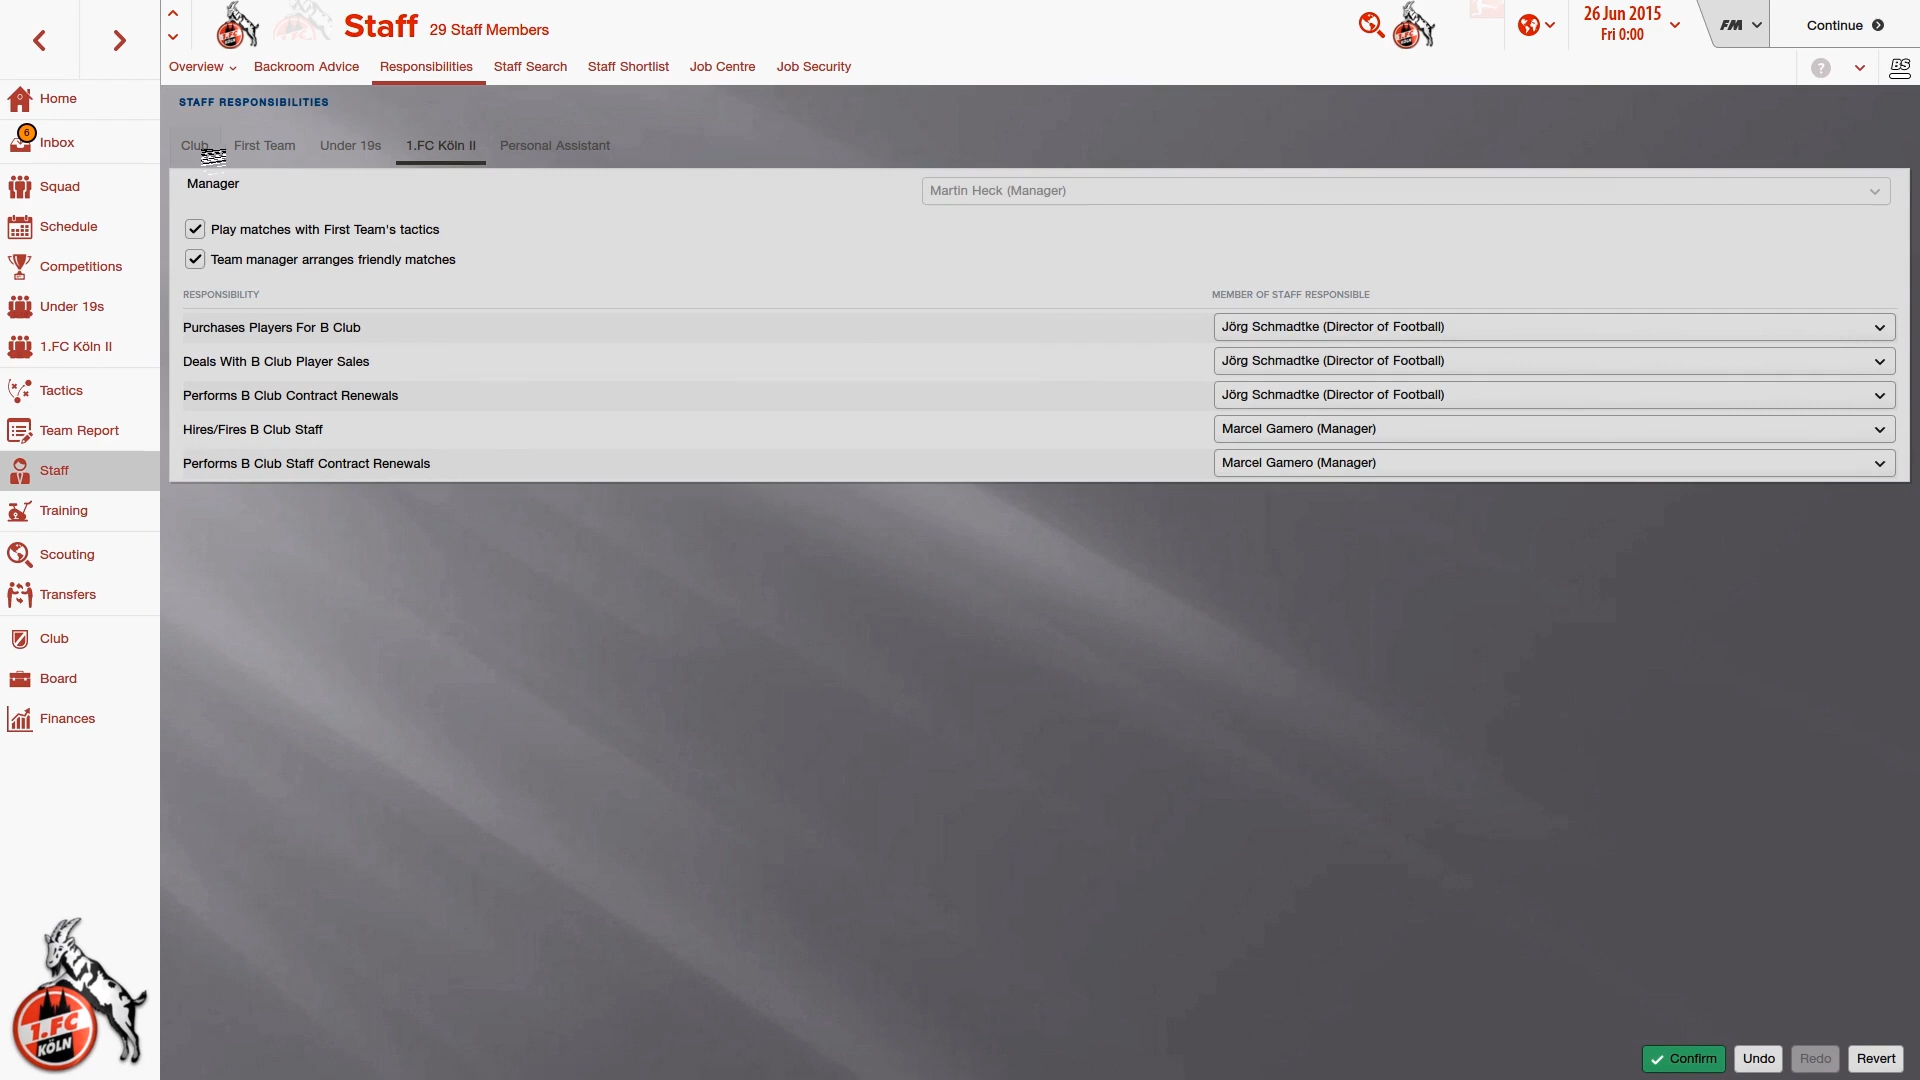 Staff 29 Staff Members
26 Jun 2015
Fri 0:00
FM
Continue
Overview
Backroom Advice
Responsibilities
Staff Search
Staff Shortlist
Job Centre
Job Security
?
BS
Home
6
Inbox
Squad
Schedule
Competitions
Under 19s
1.FC Köln II
Tactics
Team Report
Staff
Training
Scouting
Transfers
Club
Board
Finances
1.FC
KÖLN
STAFF RESPONSIBILITIES
Club
First Team
Under 19s
1.FC Köln II
Personal Assistant
Manager
Martin Heck (Manager)
Play matches with First Team's tactics
Team manager arranges friendly matches
RESPONSIBILITY
MEMBER OF STAFF RESPONSIBLE
Purchases Players For B Club
Jörg Schmadtke (Director of Football)
Deals With B Club Player Sales
Jörg Schmadtke (Director of Football)
Performs B Club Contract Renewals
Jörg Schmadtke (Director of Football)
Hires/Fires B Club Staff
Marcel Gamero (Manager)
Performs B Club Staff Contract Renewals
Marcel Gamero (Manager)
Confirm
Undo
Redo
Revert